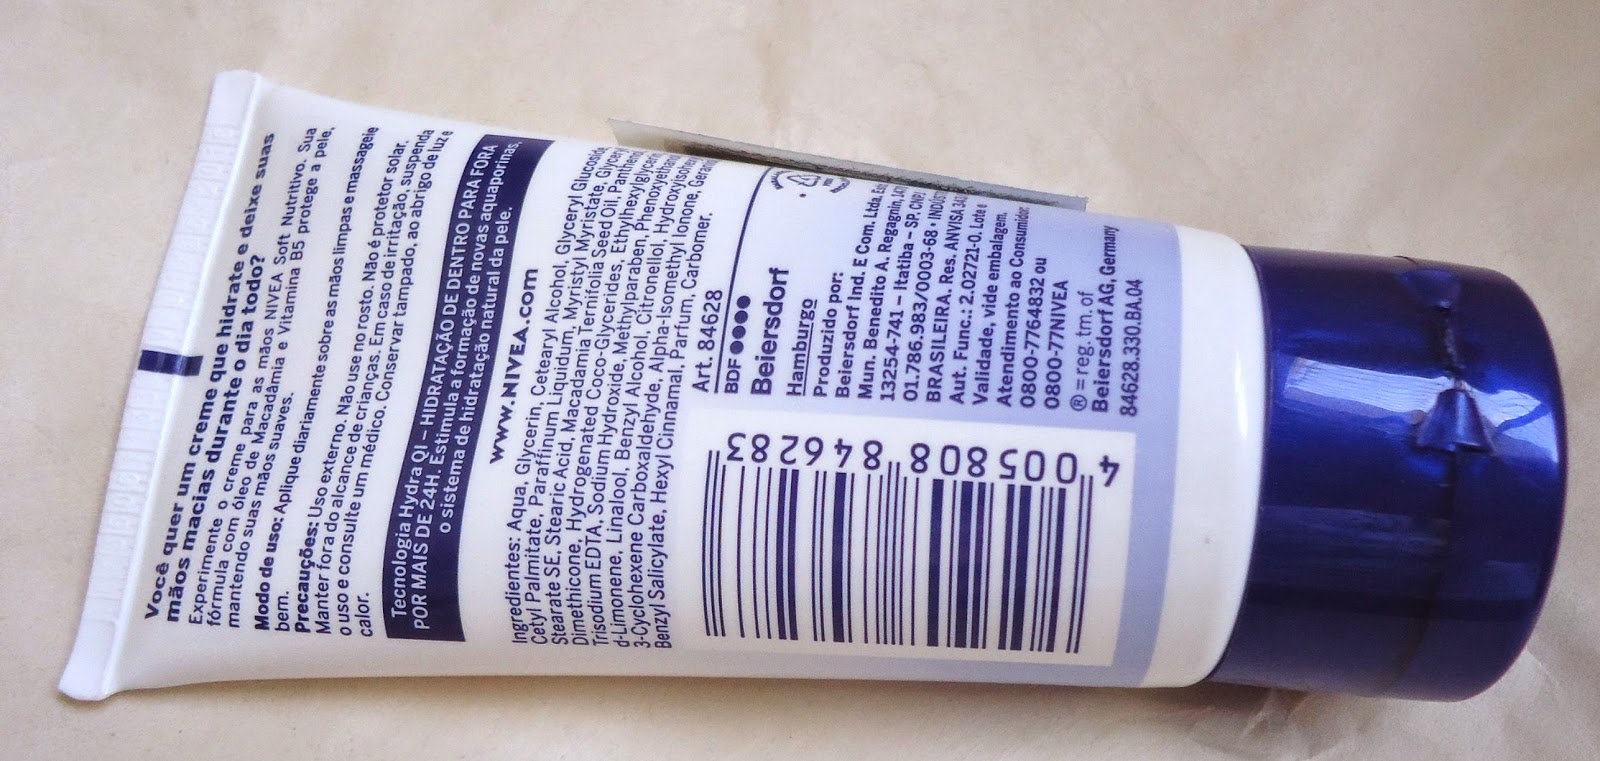 Você quer um creme que hidrate e deixe suas
mãos macias durante o dia todo?
Experimente o creme para as mãos NIVEA Soft Nutritivo. Sua
fórmula com óleo de Macadâmia e Vitamina B5 protege a pele,
mantendo suas mãos suaves.
Modo de uso: Aplique diariamente sobre as mãos limpas e massageie
bem.
Precauções: Uso externo. Não use no rosto. Não é protetor solar.
Manter fora do alcance de crianças. Em caso de irritação, suspenda
o uso e consulte um médico. Conservar tampado, ao abrigo de luz e
calor.
Tecnologia Hydra QI – HIDRATAÇÃO DE DENTRO PARA FORA
POR MAIS DE 24H. Estimula a formação de novas aquaporinas,
o sistema de hidratação natural da pele.
www.NIVEA.com
Ingredientes: Aqua, Glycerin, Cetearyl Alcohol, Glyceryl Glucoside,
Cetyl Palmitate, Paraffinum Liquidum, Myristyl Myristate, Glyceryl
Stearate SE, Stearic Acid, Macadamia Ternifolia Seed Oil, Panthenol
Dimethicone, Hydrogenated Coco-Glycerides, Ethylhexylglycerin
Trisodium EDTA, Sodium Hydroxide, Methylparaben, Phenoxyethanol
d-Limonene, Linalool, Benzyl Alcohol, Citronellol,
3-Cyclohexene Carboxaldehyde, Alpha-Isomethyl Ionone,
Benzyl Salicylate, Hexyl Cinnamal, Parfum, Carbomer.
Art. 84628
BDF
Beiersdorf
Hamburgo
Produzido por:
Beiersdorf Ind. E Com. Ltda,
Mun. Benedito A. Regagnin,
13254-741 – Itatiba – SP,
01.786.983/0003-68 •
BRASILEIRA. Res. ANVISA
Aut. Func.: 2.02721-0. Lote e
Validade, vide embalagem.
Atendimento ao Consumidor
0800-7764832 ou
0800-77NIVEA
® = reg. tm. of
Beiersdorf AG, Germany
84628.330.BA.04
4 005808 846283